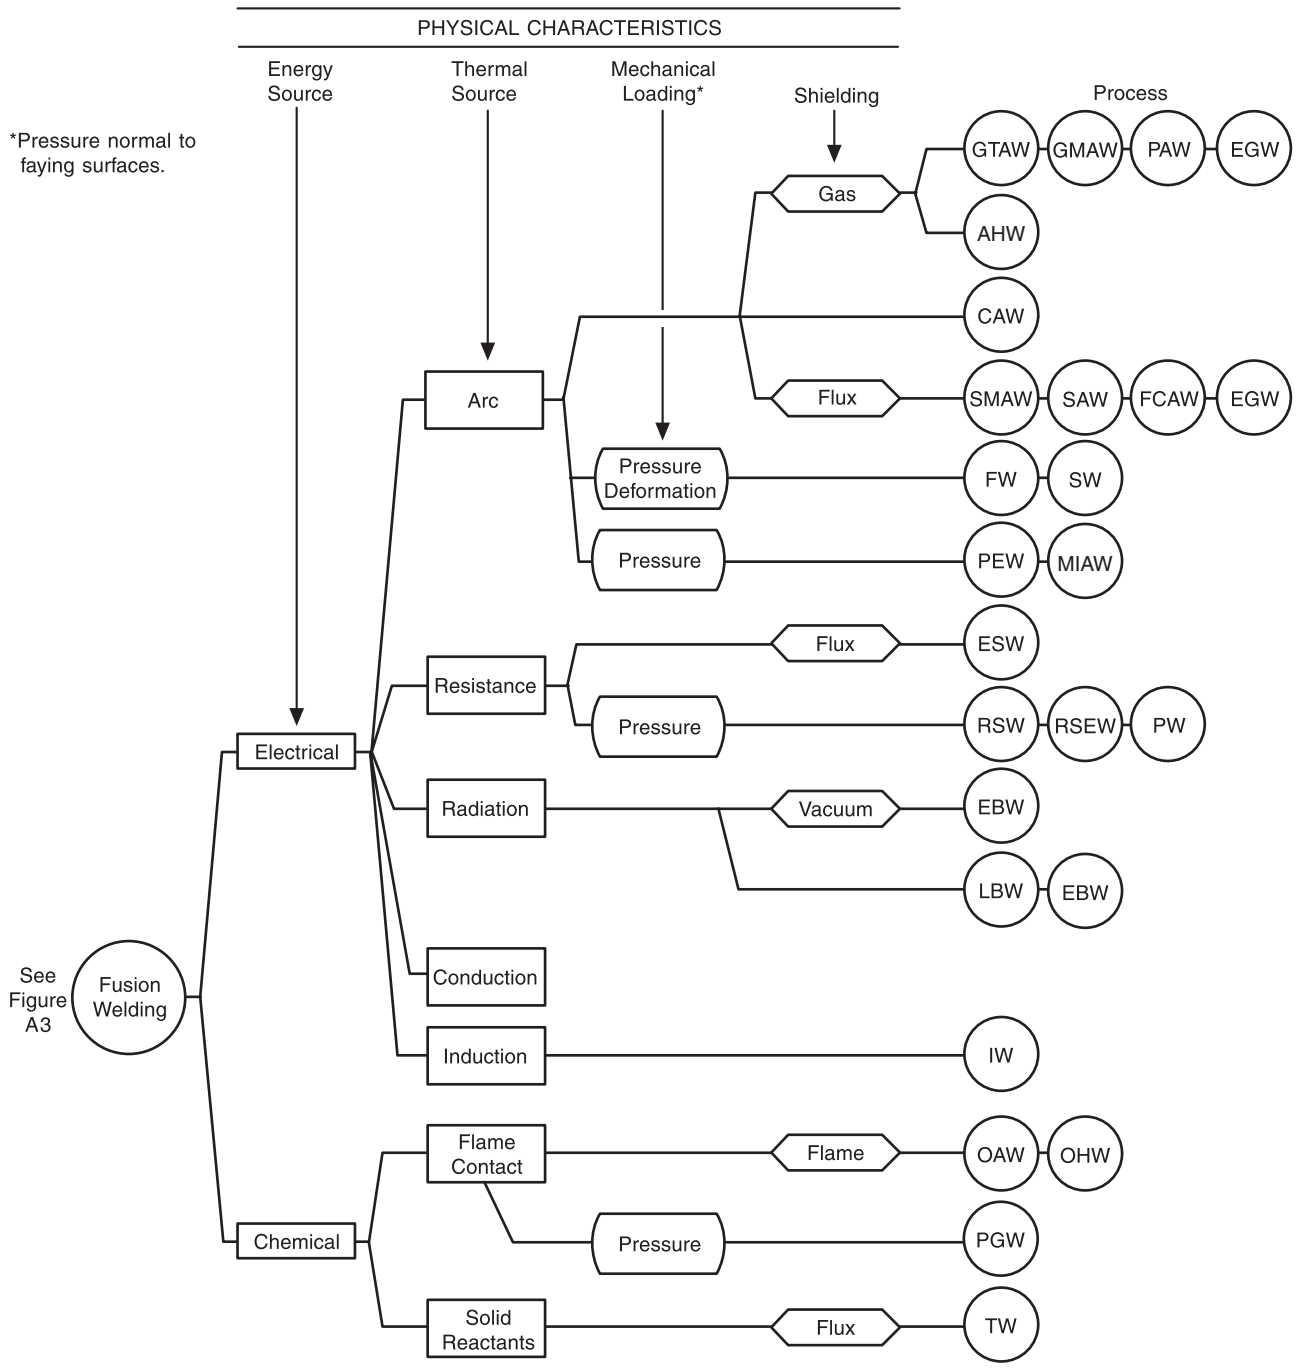 PHYSICAL CHARACTERISTICS
Energy
Source
Thermal
Source
Mechanical
Loading*
Shielding
Process
*Pressure normal to
faying surfaces.
GTAW GMAW PAW EGW
Gas
AHW
CAW
Arc
Flux
SMAW SAW FCAW EGW
Pressure
Deformation
FW SW
Pressure
PEW MIAW
Flux
ESW
Resistance
Pressure
RSW RSEW PW
Electrical
Radiation
Vacuum
EBW
LBW EBW
Conduction
See
Figure
A3
Fusion
Welding
Induction
IW
Flame
Contact
Flame
OAW OHW
Chemical
Pressure
PGW
Solid
Reactants
Flux
TW